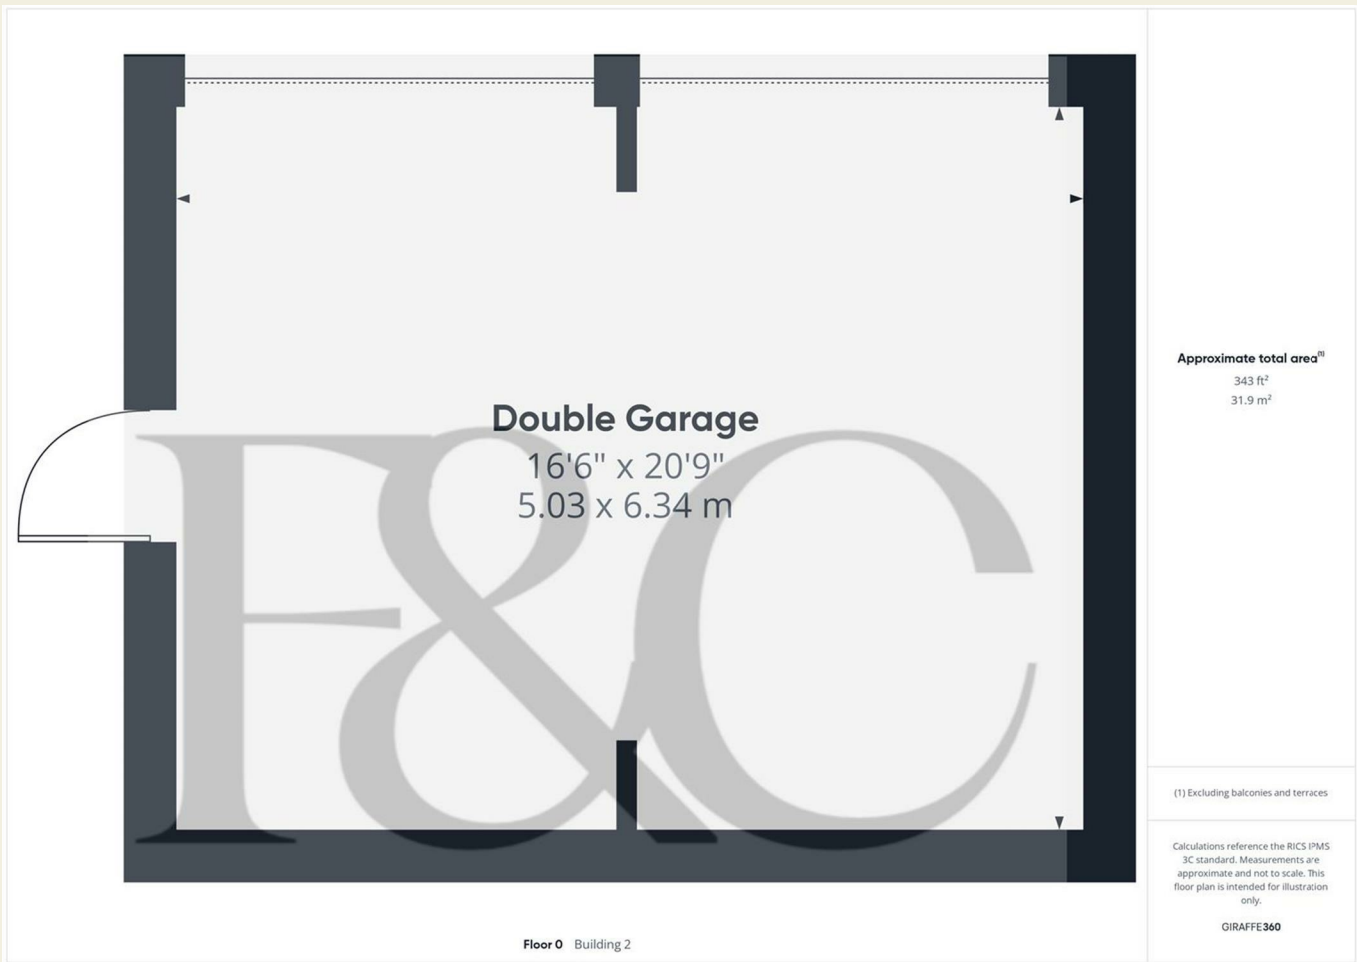 Double Garage
16'6" x 20'9"
5.03 x 6.34 m
F&C
Approximate total area(1)
343 ft²
31.9 m²
(1) Excluding balconies and terraces
Calculations reference the RICS IPMS
3C standard. Measurements are
approximate and not to scale. This
floor plan is intended for illustration
only.
GIRAFFE360
Floor 0 Building 2